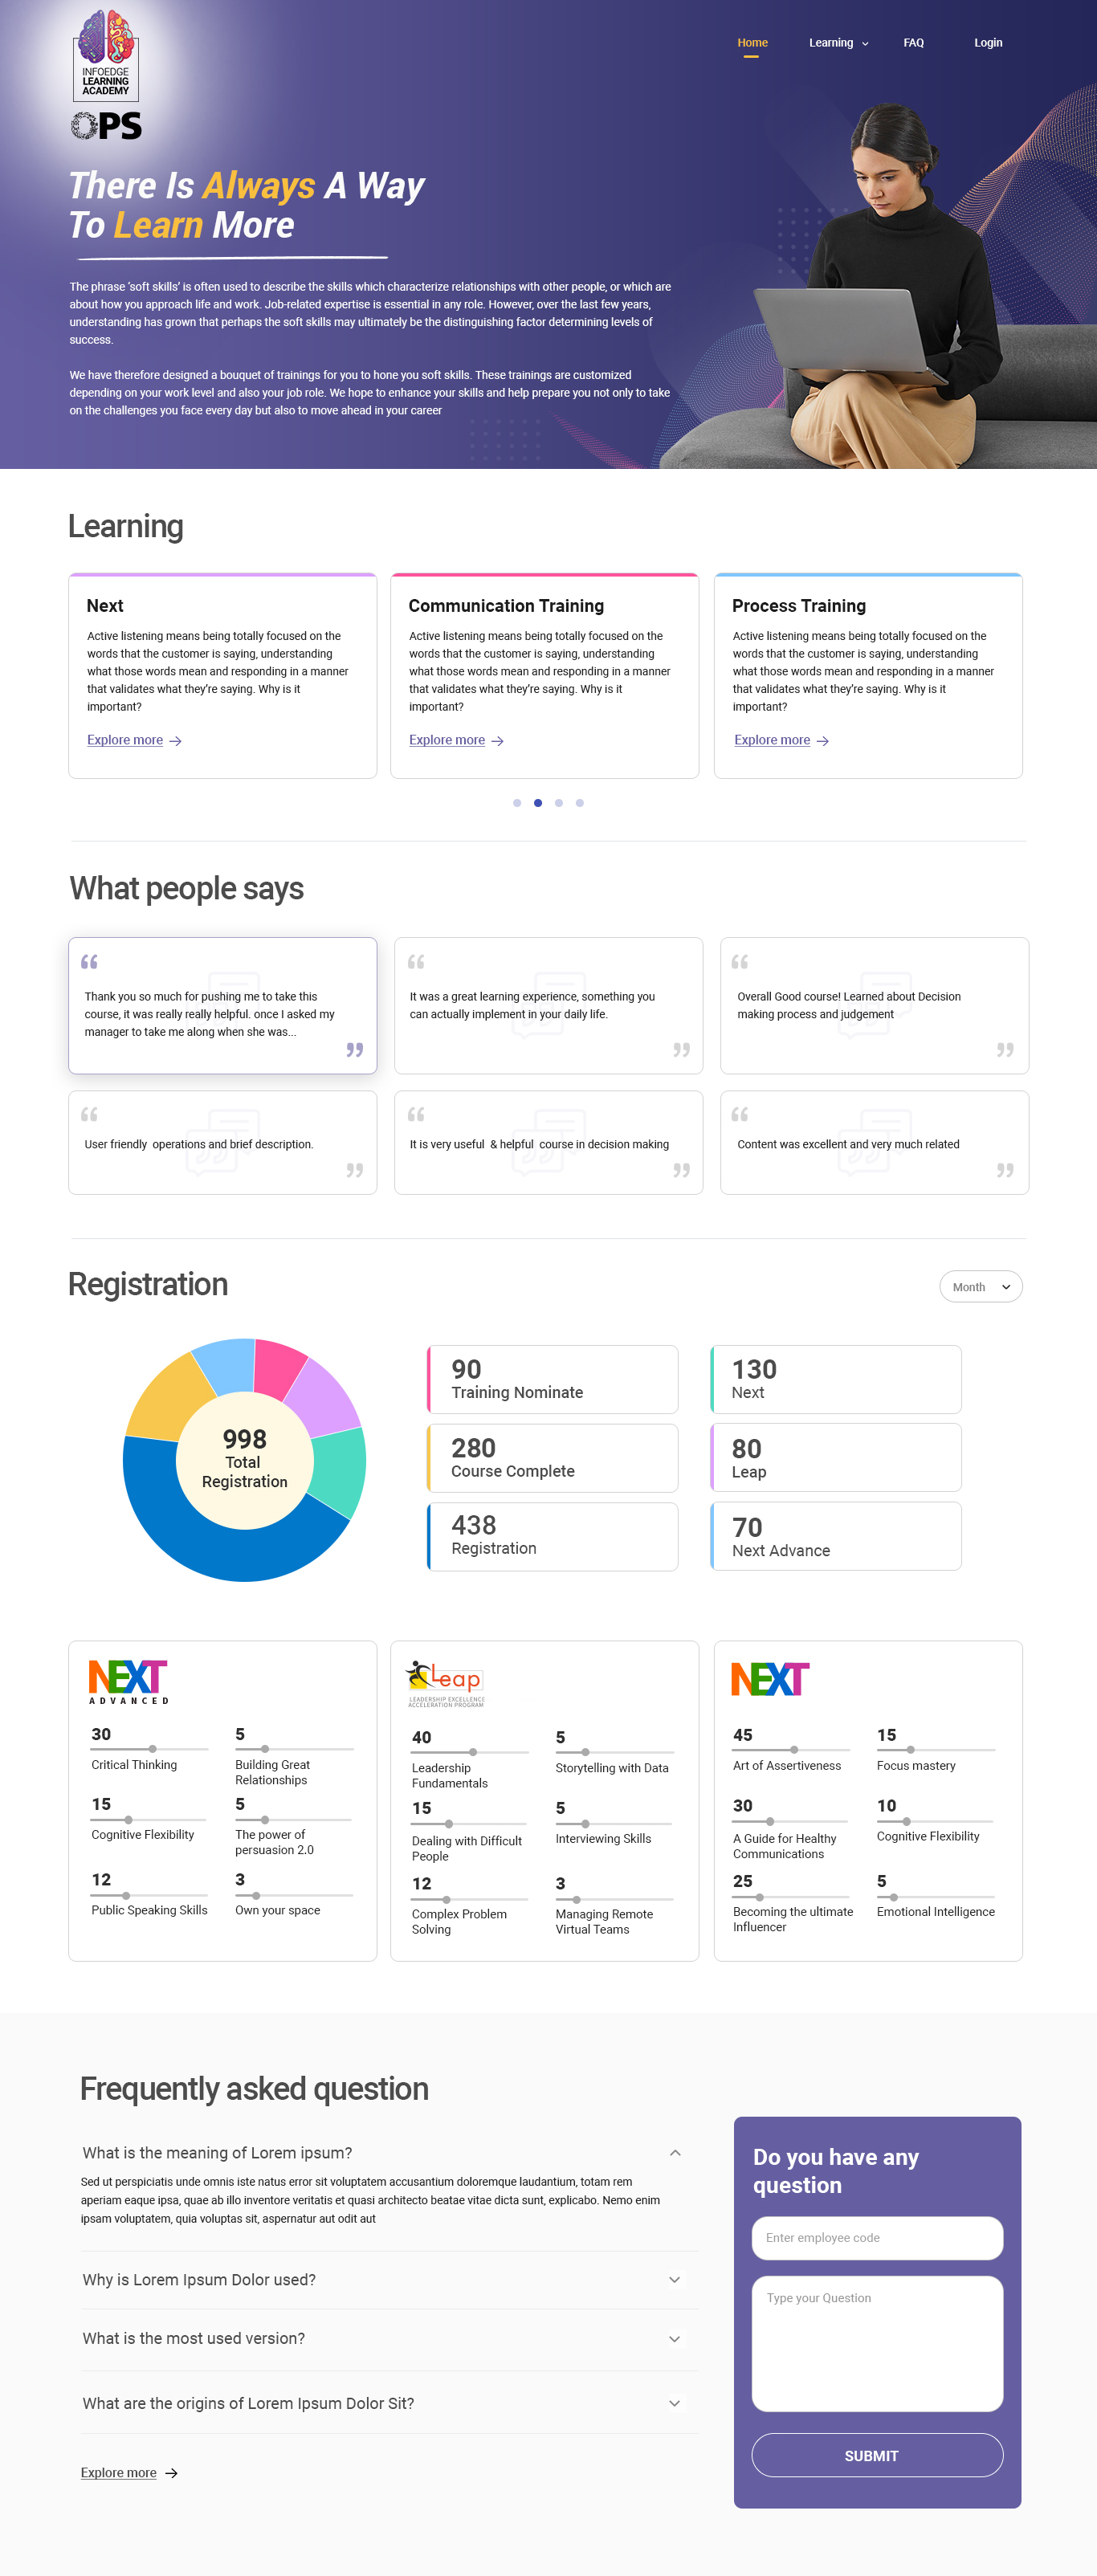 INFOEDGE
LEARNING
ACADEMY
OPS
Home
Learning
FAQ
Login
There Is Always A Way
To Learn More
The phrase ‘soft skills’ is often used to describe the skills which characterize relationships with other people, or which are
about how you approach life and work. Job-related expertise is essential in any role. However, over the last few years,
understanding has grown that perhaps the soft skills may ultimately be the distinguishing factor determining levels of
success.
We have therefore designed a bouquet of trainings for you to hone you soft skills. These trainings are customized
depending on your work level and also your job role. We hope to enhance your skills and help prepare you not only to take
on the challenges you face every day but also to move ahead in your career
Learning
Next
Active listening means being totally focused on the
words that the customer is saying, understanding
what those words mean and responding in a manner
that validates what they’re saying. Why is it
important?
Explore more
Communication Training
Active listening means being totally focused on the
words that the customer is saying, understanding
what those words mean and responding in a manner
that validates what they’re saying. Why is it
important?
Explore more
Process Training
Active listening means being totally focused on the
words that the customer is saying, understanding
what those words mean and responding in a manner
that validates what they’re saying. Why is it
important?
Explore more
What people says
Thank you so much for pushing me to take this
course, it was really really helpful. once I asked my
manager to take me along when she was...
It was a great learning experience, something you
can actually implement in your daily life.
Overall Good course! Learned about Decision
making process and judgement
User friendly  operations and brief description.
It is very useful  & helpful  course in decision making
Content was excellent and very much related
Registration
Month
998
Total
Registration
90
Training Nominate
280
Course Complete
438
Registration
130
Next
80
Leap
70
Next Advance
NEXT
ADVANCED
30
Critical Thinking
5
Building Great
Relationships
15
Cognitive Flexibility
5
The power of
persuasion 2.0
12
Public Speaking Skills
3
Own your space
Leap
LEADERSHIP EXCELLENCE
ACCELERATION PROGRAM
40
Leadership
Fundamentals
5
Storytelling with Data
15
Dealing with Difficult
People
5
Interviewing Skills
12
Complex Problem
Solving
3
Managing Remote
Virtual Teams
NEXT
45
Art of Assertiveness
15
Focus mastery
30
A Guide for Healthy
Communications
10
Cognitive Flexibility
25
Becoming the ultimate
Influencer
5
Emotional Intelligence
Frequently asked question
What is the meaning of Lorem ipsum?
Sed ut perspiciatis unde omnis iste natus error sit voluptatem accusantium doloremque laudantium, totam rem
aperiam eaque ipsa, quae ab illo inventore veritatis et quasi architecto beatae vitae dicta sunt, explicabo. Nemo enim
ipsam voluptatem, quia voluptas sit, aspernatur aut odit aut
Why is Lorem Ipsum Dolor used?
What is the most used version?
What are the origins of Lorem Ipsum Dolor Sit?
Explore more
Do you have any
question
Enter employee code
Type your Question
SUBMIT